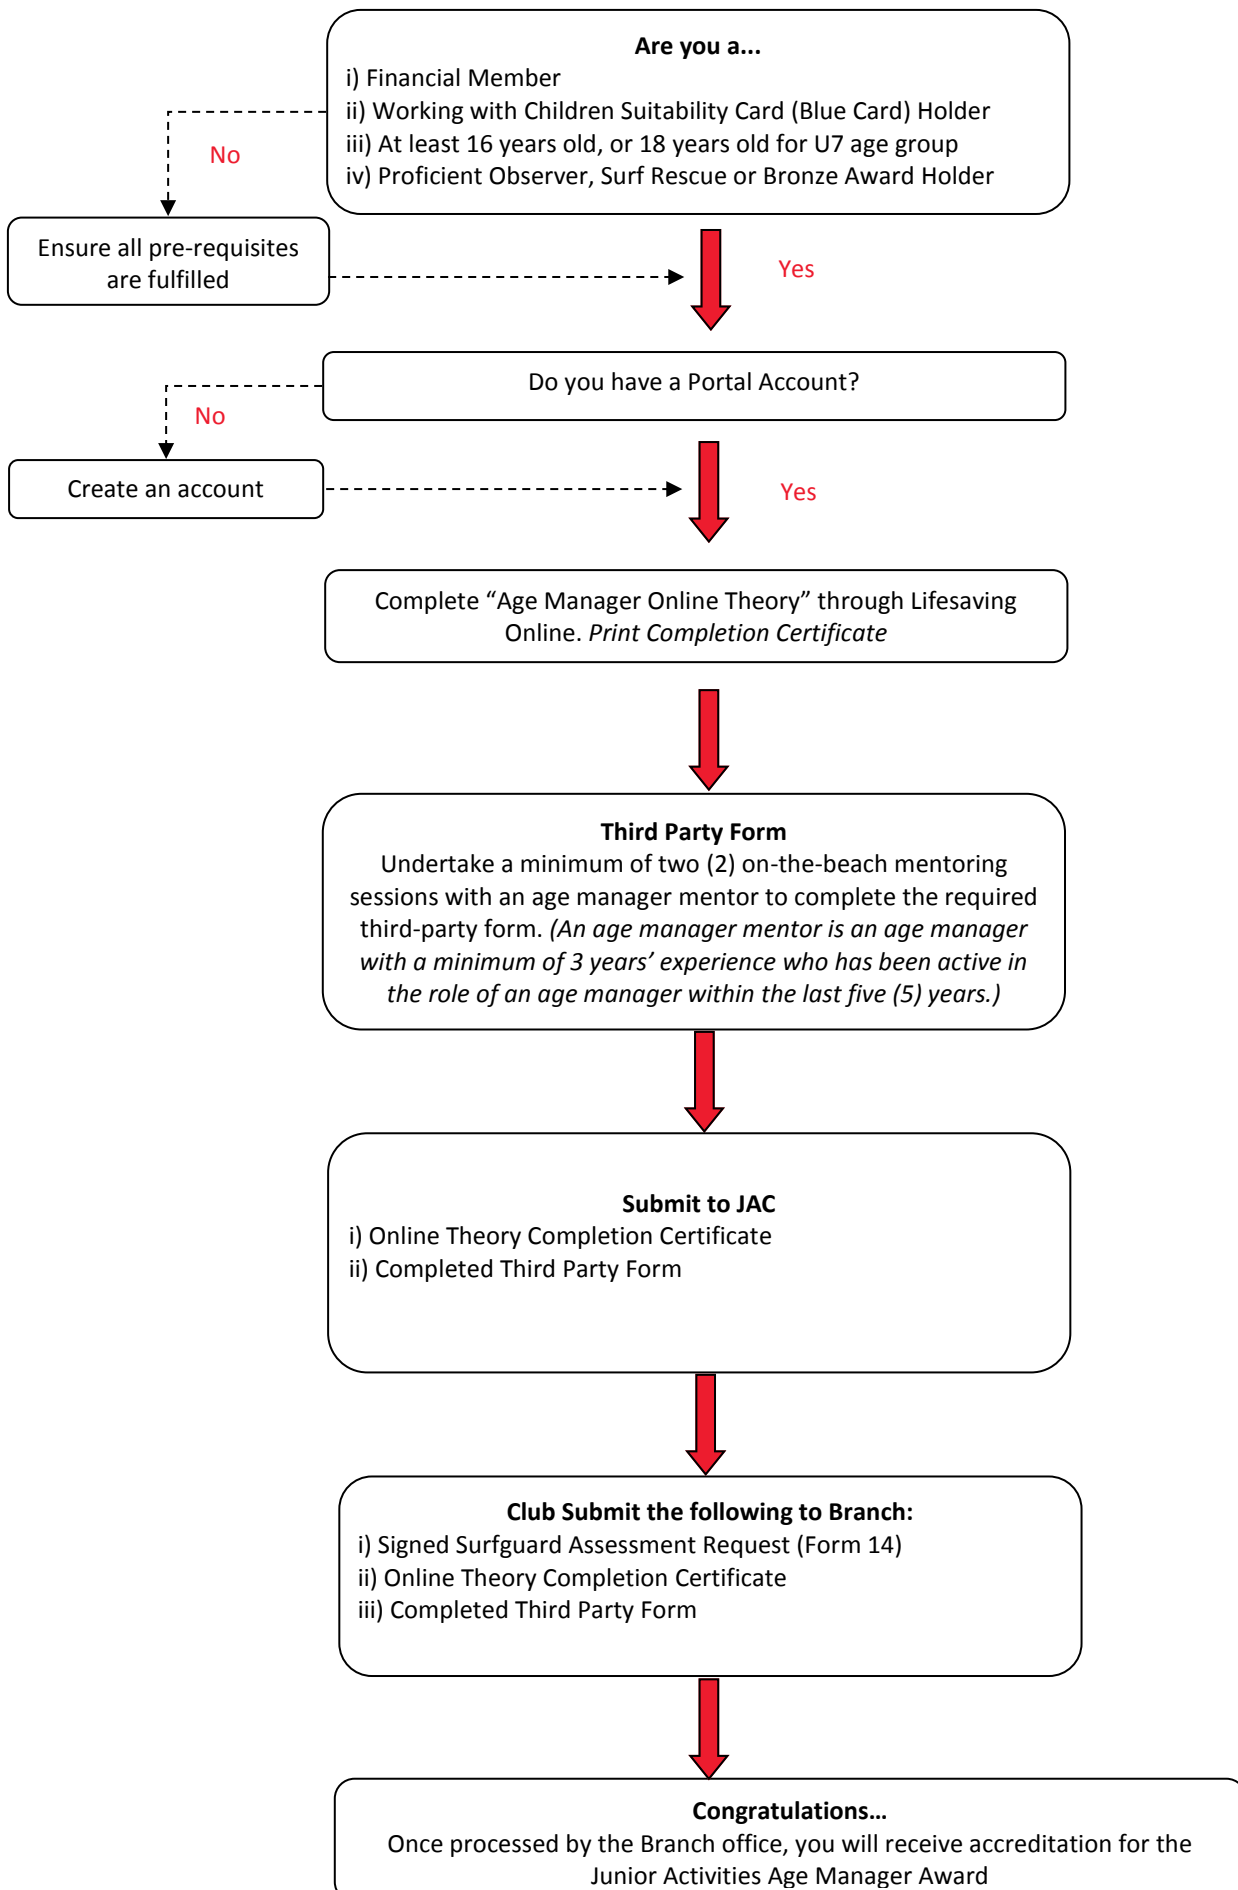 Are you a...
i) Financial Member
ii) Working with Children Suitability Card (Blue Card) Holder
iii) At least 16 years old, or 18 years old for U7 age group
iv) Proficient Observer, Surf Rescue or Bronze Award Holder
No
Ensure all pre-requisites
are fulfilled
Yes
Do you have a Portal Account?
No
Create an account
Yes
Complete “Age Manager Online Theory” through Lifesaving
Online. Print Completion Certificate
Third Party Form
Undertake a minimum of two (2) on-the-beach mentoring
sessions with an age manager mentor to complete the required
third-party form. (An age manager mentor is an age manager
with a minimum of 3 years’ experience who has been active in
the role of an age manager within the last five (5) years.)
Submit to JAC
i) Online Theory Completion Certificate
ii) Completed Third Party Form
Club Submit the following to Branch:
i) Signed Surfguard Assessment Request (Form 14)
ii) Online Theory Completion Certificate
iii) Completed Third Party Form
Congratulations…
Once processed by the Branch office, you will receive accreditation for the
Junior Activities Age Manager Award